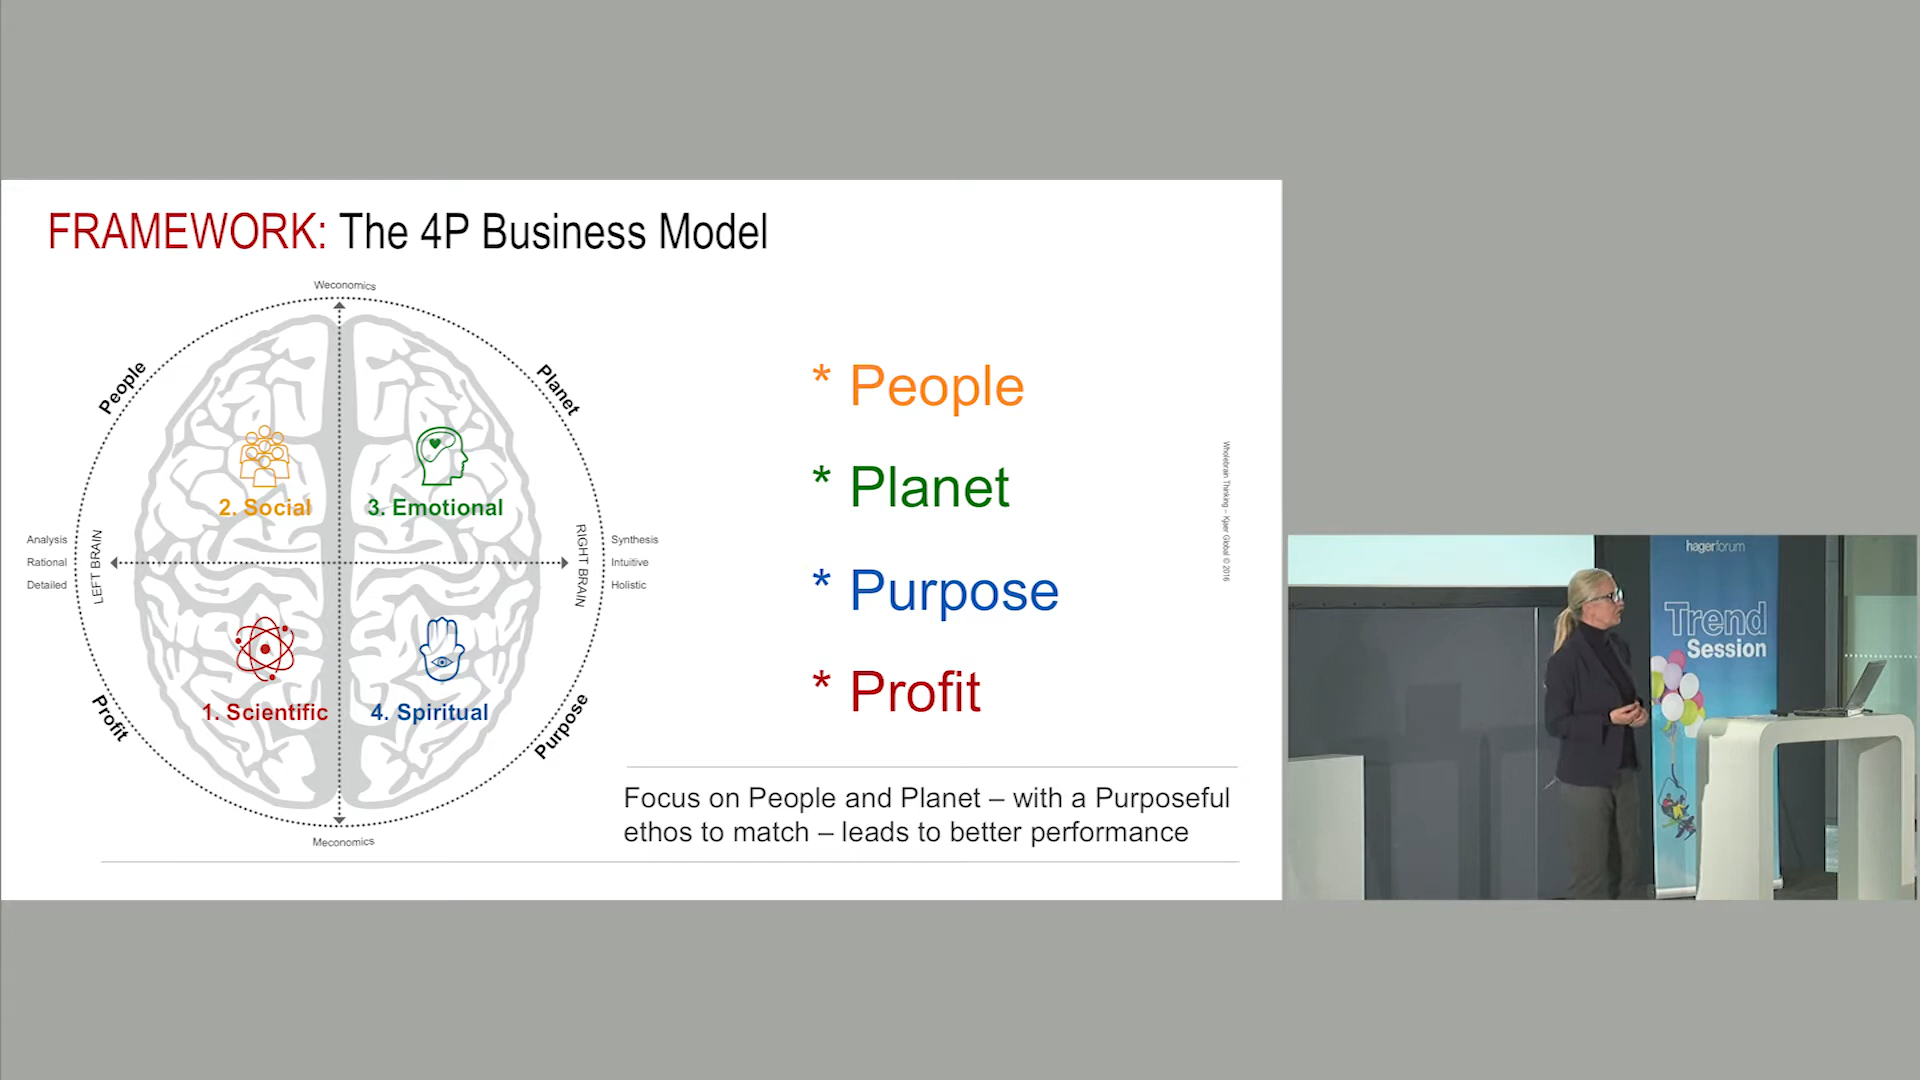 FRAMEWORK: The 4P Business Model
Weconomics
People
Planet
2. Social
3. Emotional
Analysis
Rational
Detailed
LEFT BRAIN
RIGHT BRAIN
Synthesis
Intuitive
Holistic
1. Scientific
4. Spiritual
Profit
Purpose
Meconomics
* People
* Planet
* Purpose
* Profit
Focus on People and Planet – with a Purposeful
ethos to match – leads to better performance
Wholebrain Thinking – Kjaer Global © 2016
hagerforum
Trend
Session